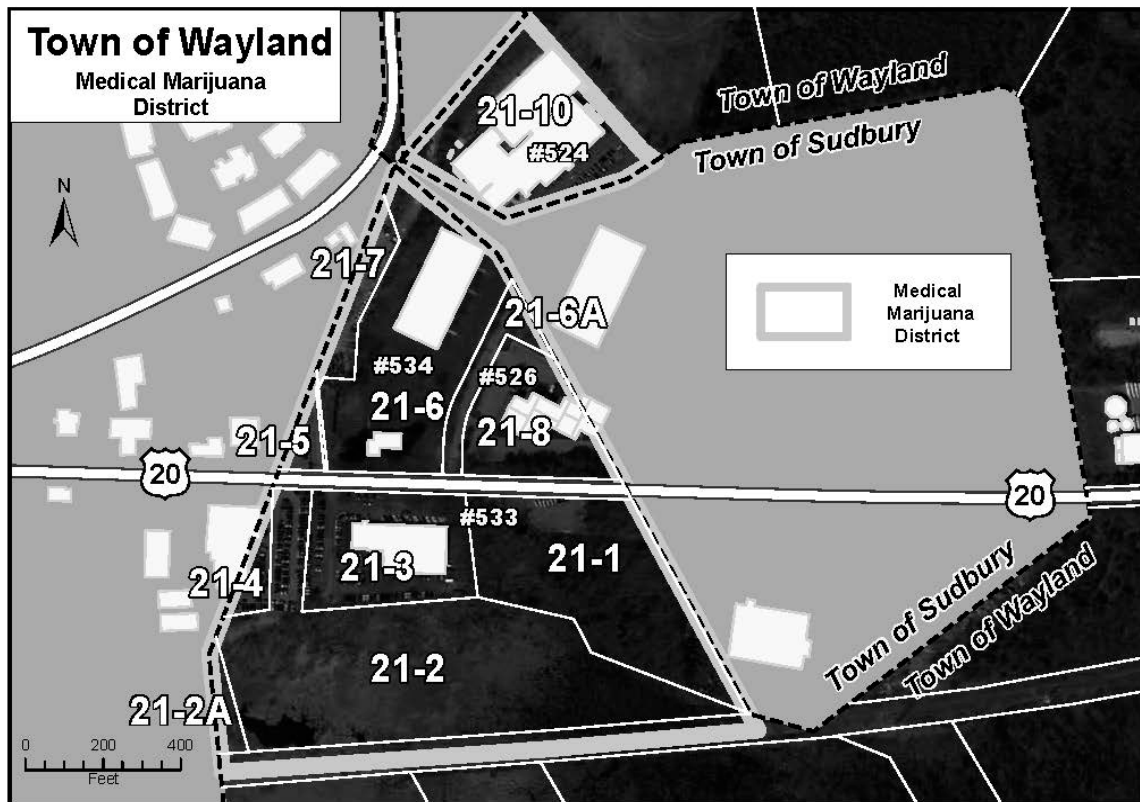 Town of Wayland
Medical Marijuana
District
21-10
#524
Town of Wayland
Town of Sudbury
N
21-7
21-6A
Medical
Marijuana
District
#534
#526
21-6
21-8
21-5
20
20
#533
21-3
21-1
21-4
21-2
Town of Sudbury
Town of Wayland
21-2A
0 200 400
Feet